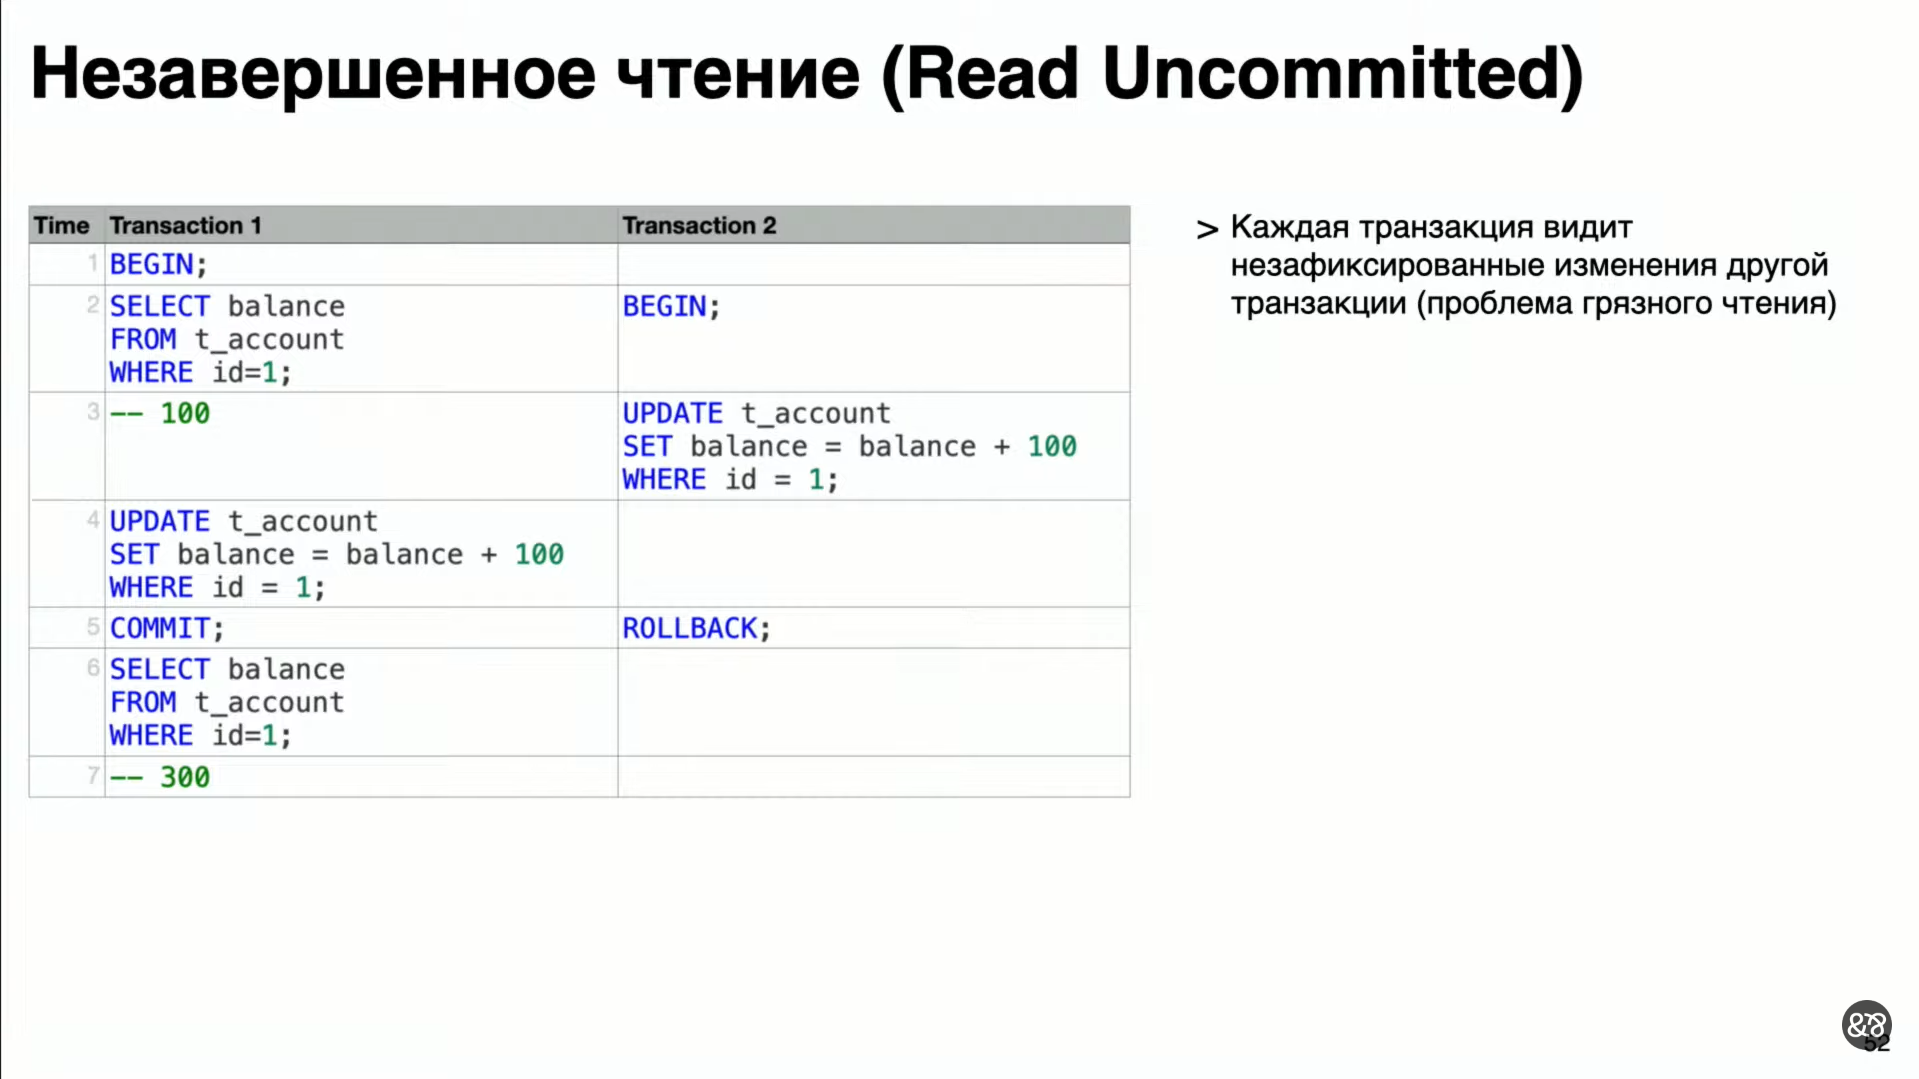 Незавершенное чтение (Read Uncommitted)
Time Transaction 1 Transaction 2
1 BEGIN;
2 SELECT balance
FROM t_account
WHERE id=1;
BEGIN;
3 -- 100
UPDATE t_account
SET balance = balance + 100
WHERE id = 1;
4 UPDATE t_account
SET balance = balance + 100
WHERE id = 1;
5 COMMIT; ROLLBACK;
6 SELECT balance
FROM t_account
WHERE id=1;
7 -- 300
> Каждая транзакция видит
незафиксированные изменения другой
транзакции (проблема грязного чтения)
52